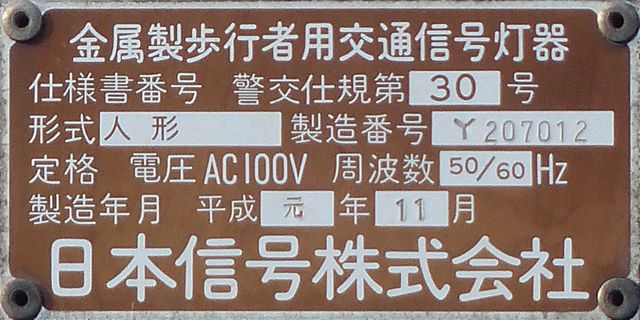 金属製歩行者用交通信号灯器
仕様書番号 警交仕規第 30 号
形式 人形 製造番号 Y207012
定格 電圧 AC100V 周波数 50/60 Hz
製造年月 平成 元 年 11 月
日本信号株式会社